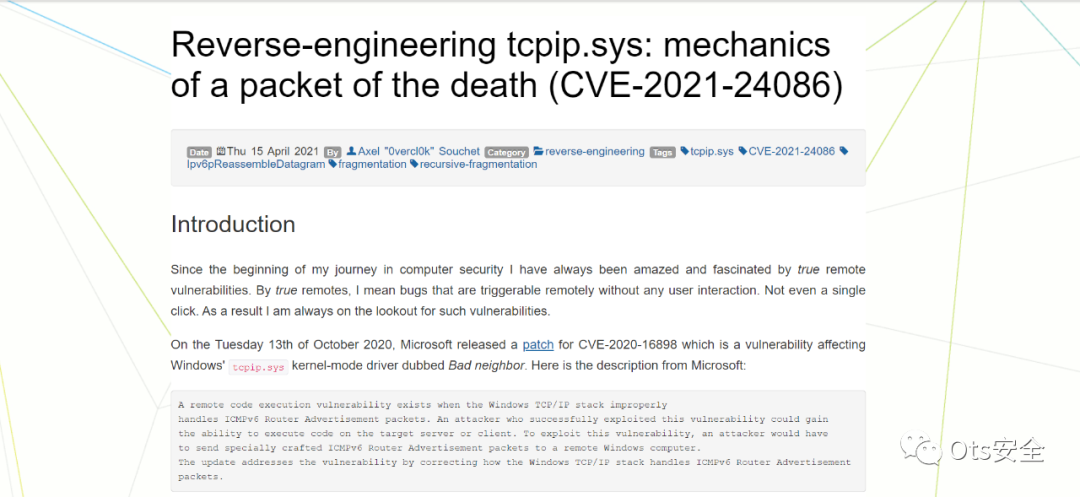 Reverse-engineering tcpip.sys: mechanics
of a packet of the death (CVE-2021-24086)
Date Thu 15 April 2021 By Axel "0vercl0k" Souchet Category reverse-engineering Tags tcpip.sys CVE-2021-24086
Ipv6pReassembleDatagram fragmentation recursive-fragmentation
Introduction
Since the beginning of my journey in computer security I have always been amazed and fascinated by true remote
vulnerabilities. By true remotes, I mean bugs that are triggerable remotely without any user interaction. Not even a single
click. As a result I am always on the lookout for such vulnerabilities.
On the Tuesday 13th of October 2020, Microsoft released a patch for CVE-2020-16898 which is a vulnerability affecting
Windows' tcpip.sys kernel-mode driver dubbed Bad neighbor. Here is the description from Microsoft:
A remote code execution vulnerability exists when the Windows TCP/IP stack improperly
handles ICMPv6 Router Advertisement packets. An attacker who successfully exploited this vulnerability could gain
the ability to execute code on the target server or client. To exploit this vulnerability, an attacker would have
to send specially crafted ICMPv6 Router Advertisement packets to a remote Windows computer.
The update addresses the vulnerability by correcting how the Windows TCP/IP stack handles ICMPv6 Router Advertisement
packets.
Ots安全